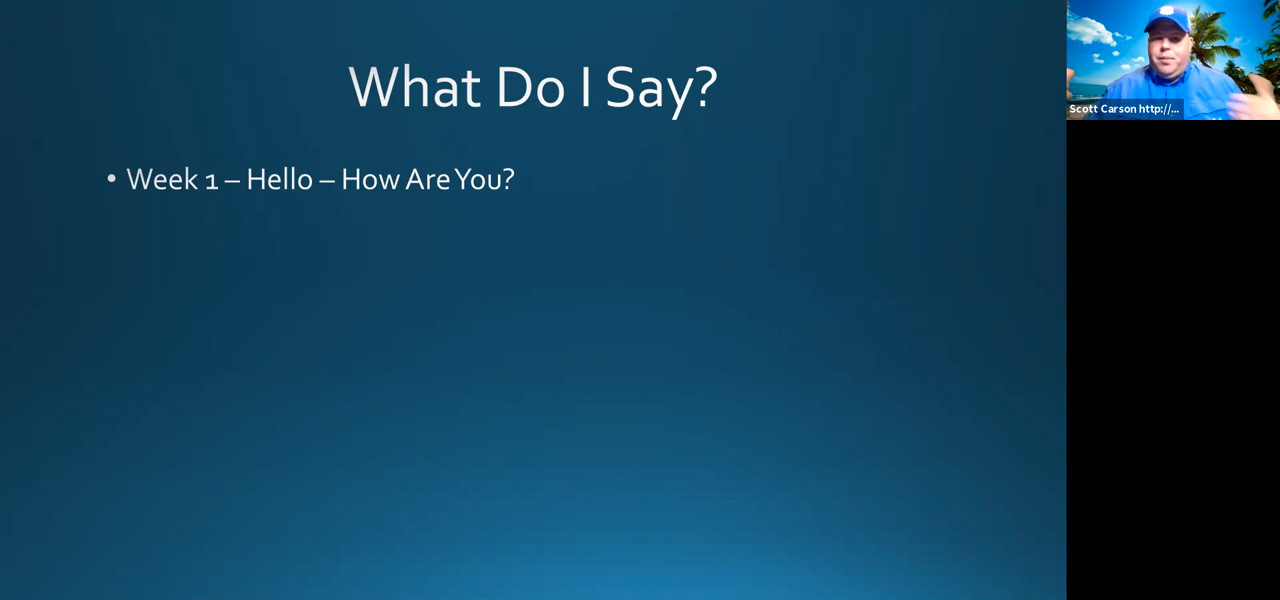 What Do I Say?
• Week 1 – Hello – How Are You?
Scott Carson http://...